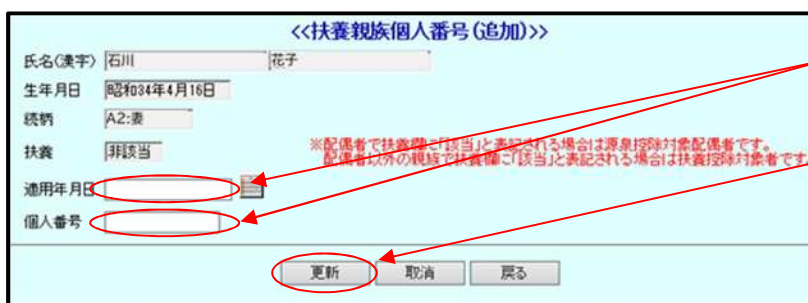 <<扶養親族個人番号(追加)>>
氏名(漢字) 石川 花子
生年月日 昭和34年4月16日
続柄 A2:妻
扶養 非該当 ※配偶者で扶養欄に「該当」と表記される場合は源泉控除対象配偶者です。
配偶者以外の親族で扶養欄に「該当」と表記される場合は扶養控除対象者です。
適用年月日
個人番号
更新 取消 戻る